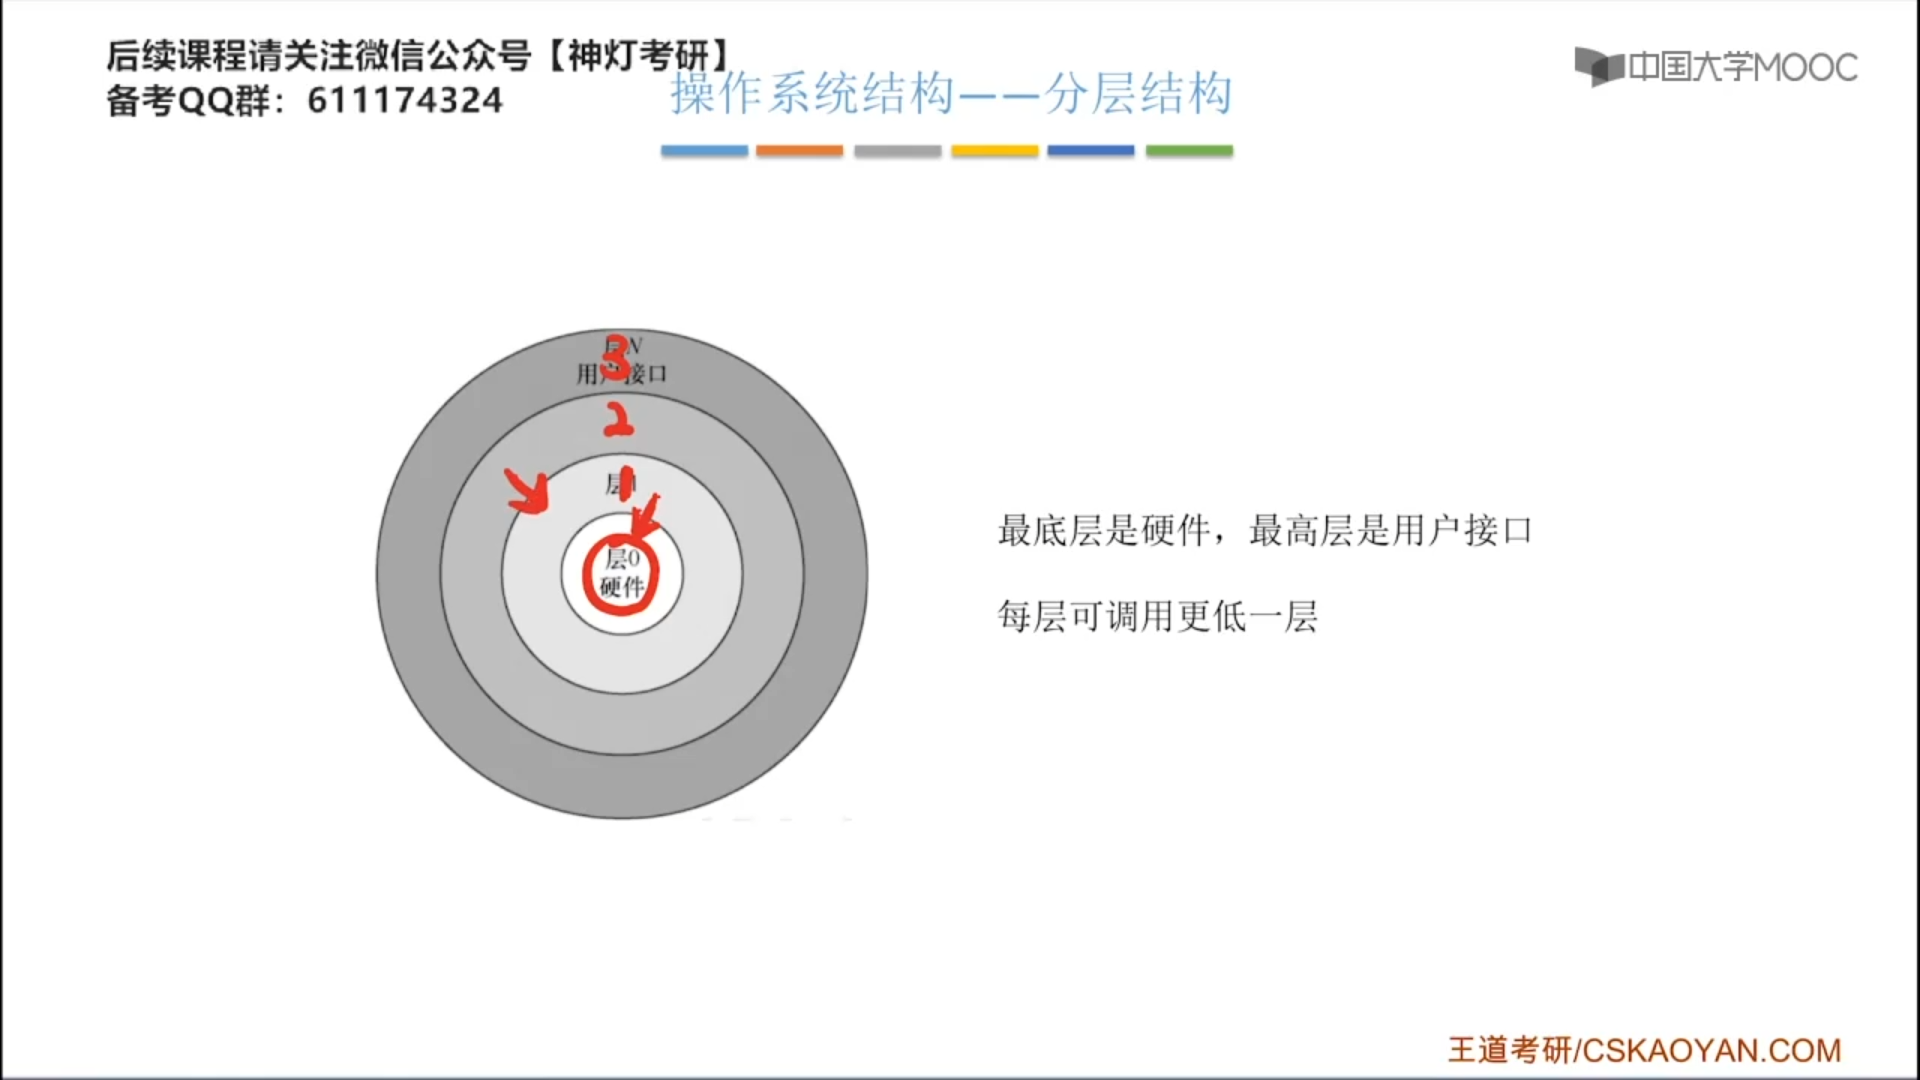 后续课程请关注微信公众号【神灯考研】
备考QQ群：611174324
中国大学MOOC
操作系统结构——分层结构
层N
3
用户接口
2
层1
1
层0
硬件
最底层是硬件，最高层是用户接口
每层可调用更低一层
王道考研/CSKAOYAN.COM